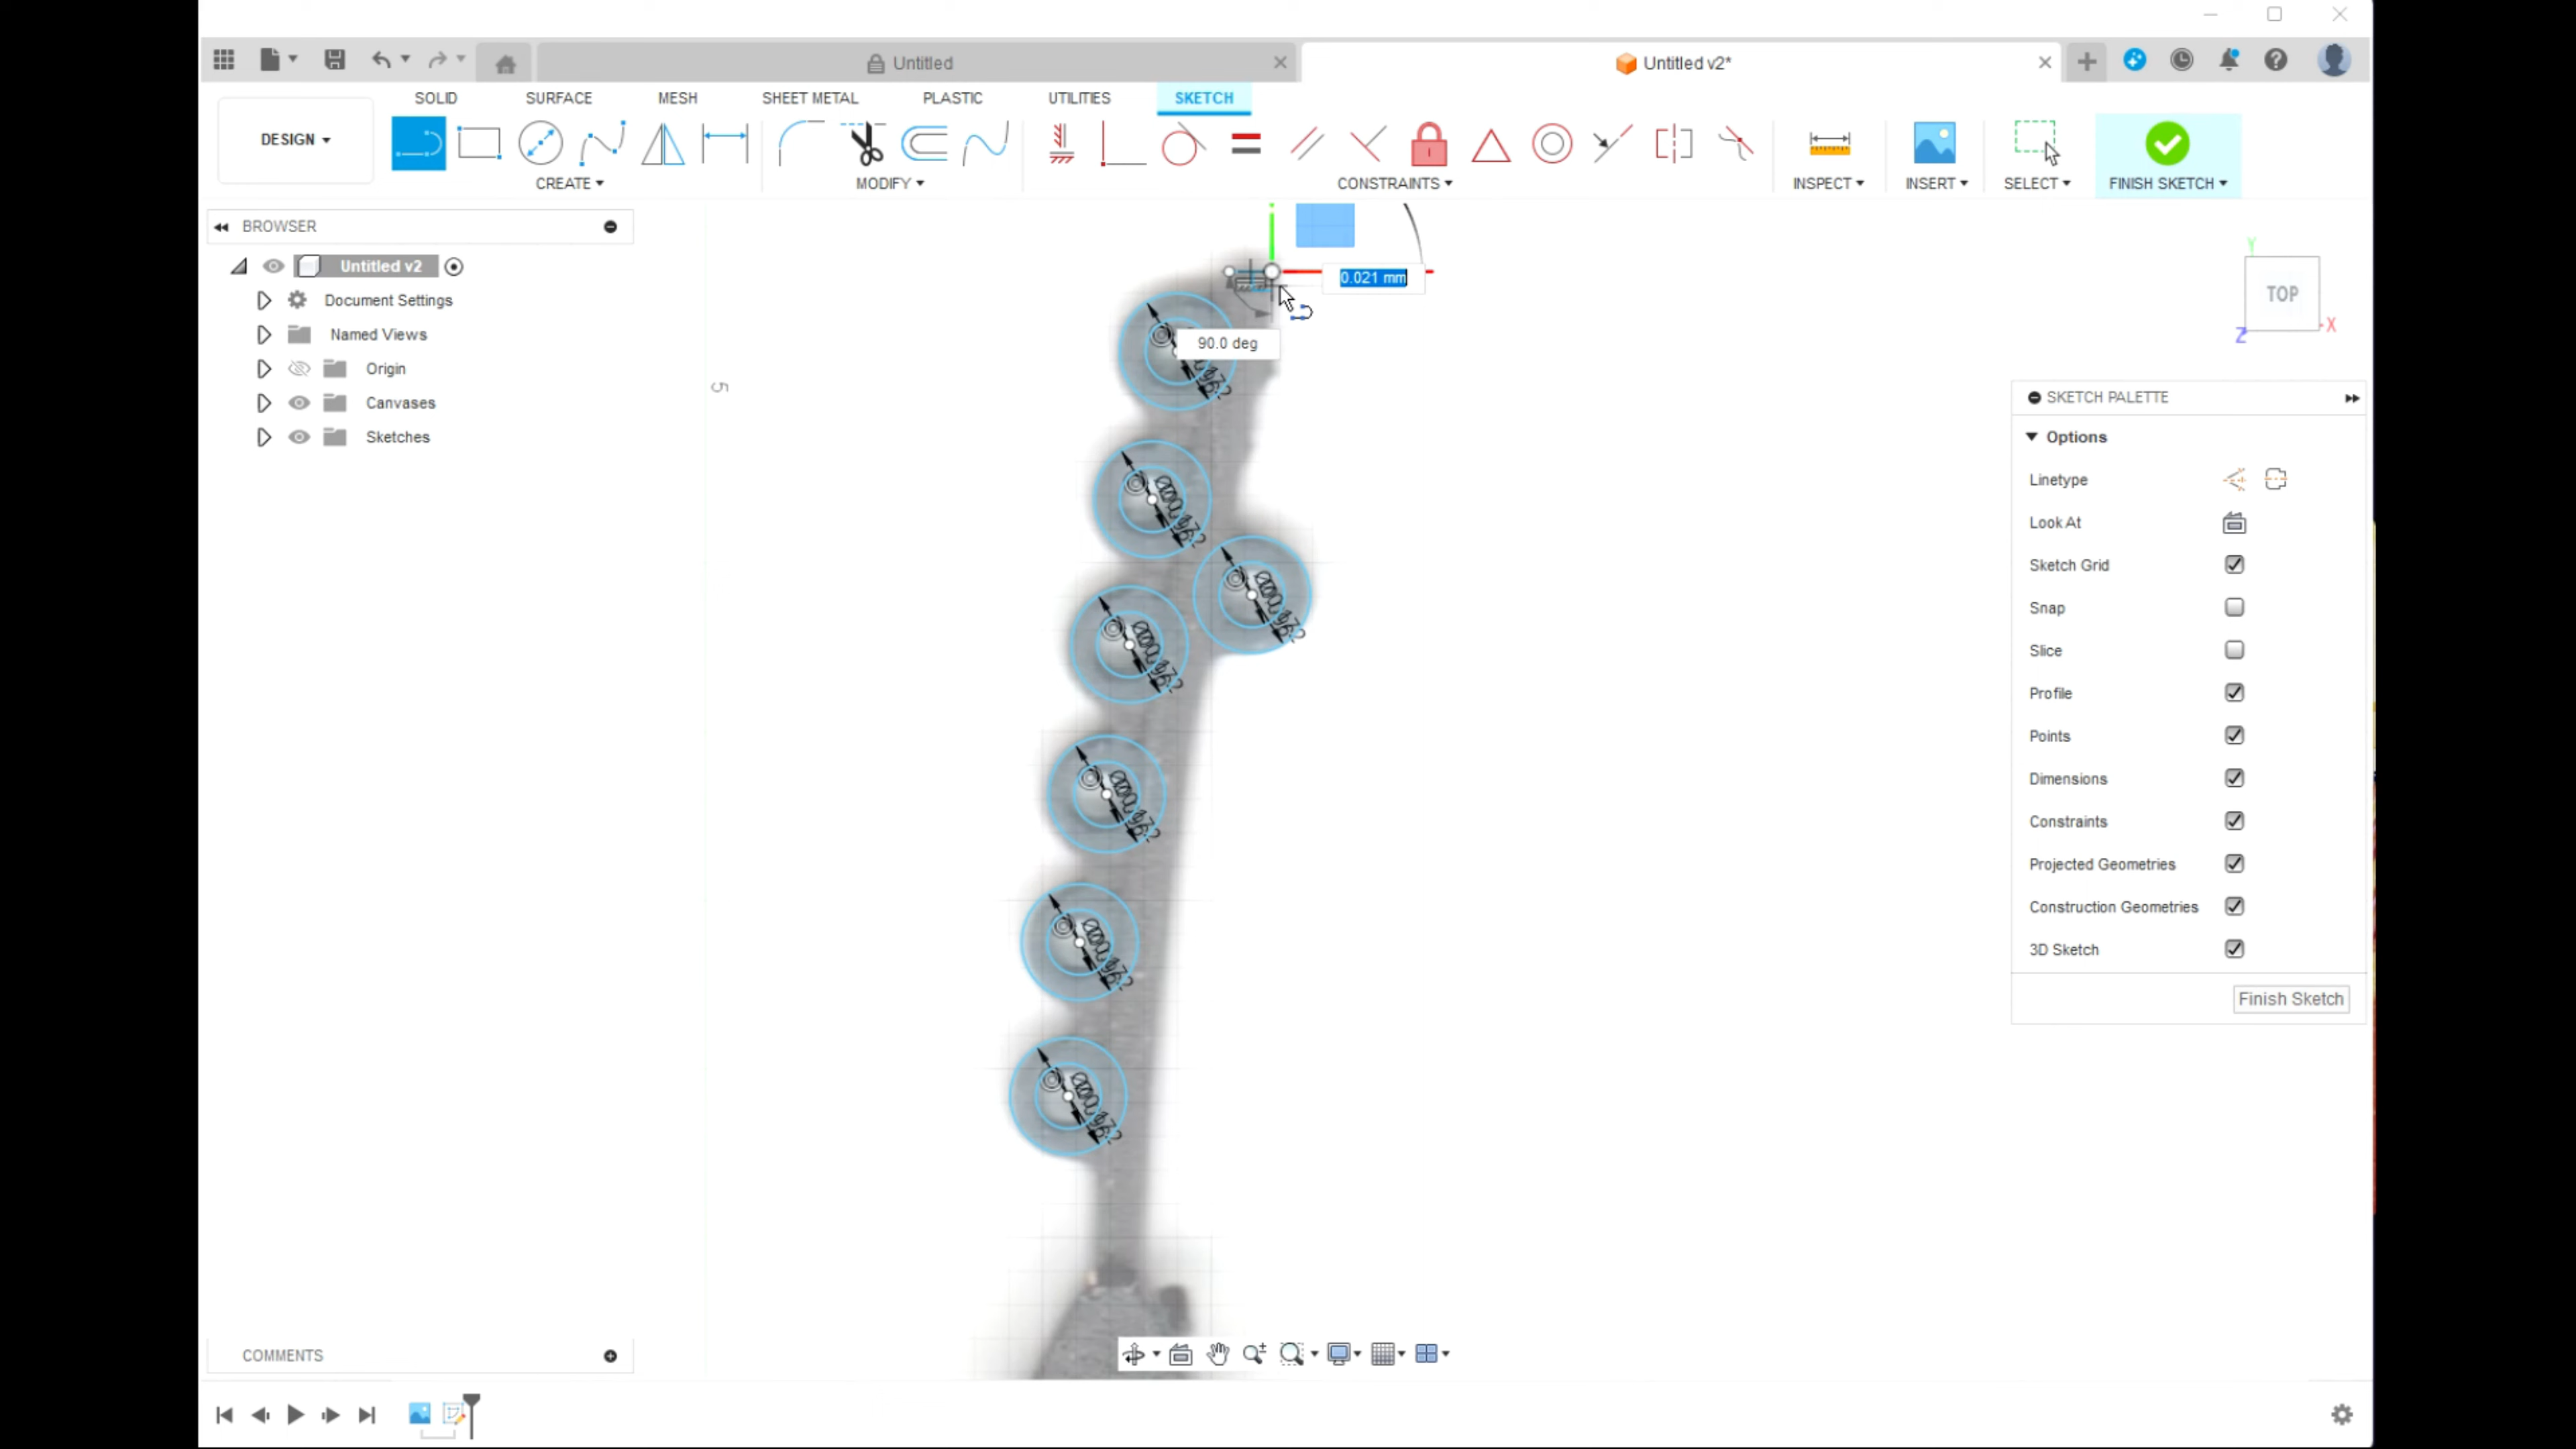 Untitled
Untitled v2*
SOLID
SURFACE
MESH
SHEET METAL
PLASTIC
UTILITIES
SKETCH
DESIGN
CREATE
MODIFY
CONSTRAINTS
INSPECT
INSERT
SELECT
FINISH SKETCH
BROWSER
Untitled v2
Document Settings
Named Views
Origin
Canvases
Sketches
5
0.021 mm
90.0 deg
Y
TOP
X
Z
SKETCH PALETTE
Options
Linetype
Look At
Sketch Grid
Snap
Slice
Profile
Points
Dimensions
Constraints
Projected Geometries
Construction Geometries
3D Sketch
Finish Sketch
COMMENTS